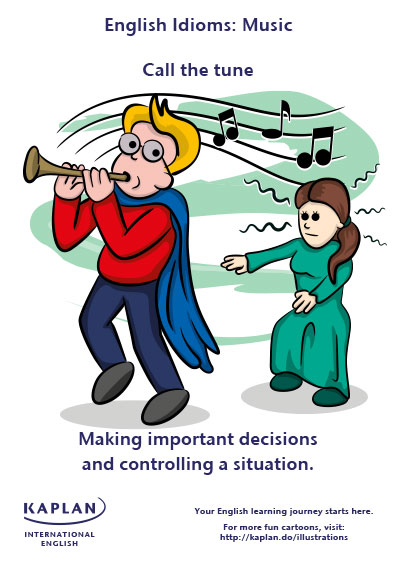 English Idioms: Music
Call the tune
Making important decisions
and controlling a situation.
KAPLAN
INTERNATIONAL
ENGLISH
Your English learning journey starts here.
For more fun cartoons, visit:
http://kaplan.do/illustrations